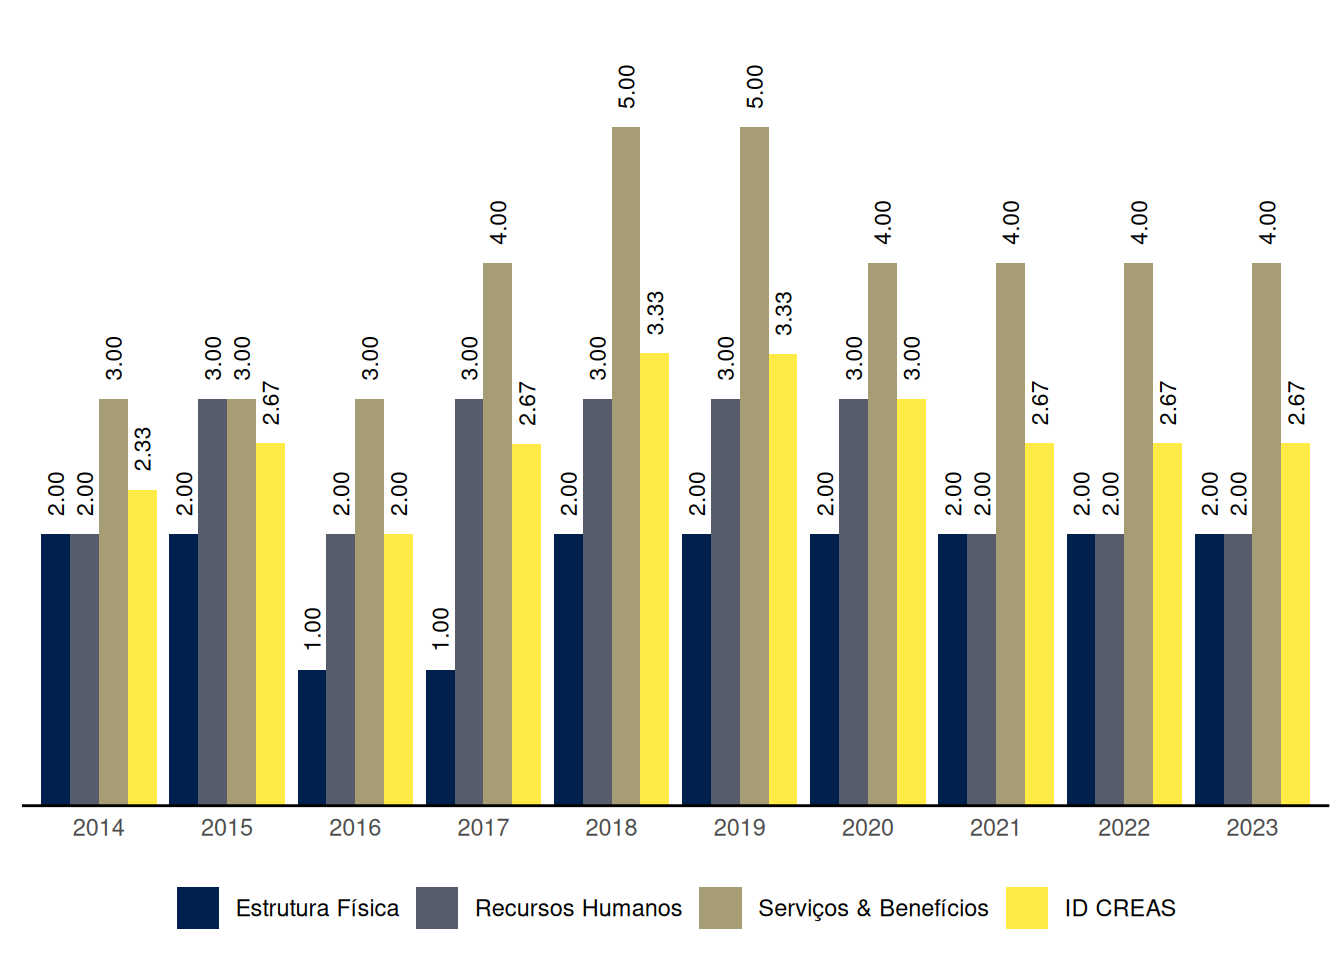 5.00 5.00
4.00 4.00 4.00 4.00 4.00
3.33 3.33
3.00 3.00 3.00 3.00 3.00 3.00 3.00 3.00 3.00
2.67 2.67 2.67 2.67 2.67
2.33
2.00 2.00 2.00 2.00 2.00 2.00 2.00 2.00 2.00 2.00 2.00 2.00 2.00 2.00
1.00 1.00
2014 2015 2016 2017 2018 2019 2020 2021 2022 2023
Estrutura Física Recursos Humanos Serviços & Benefícios ID CREAS